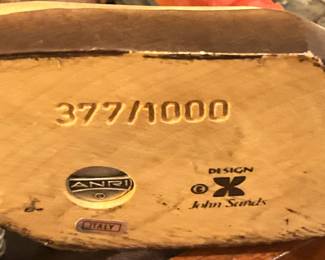 377/1000
ANRI
ITALY
DESIGN
©
John Sands